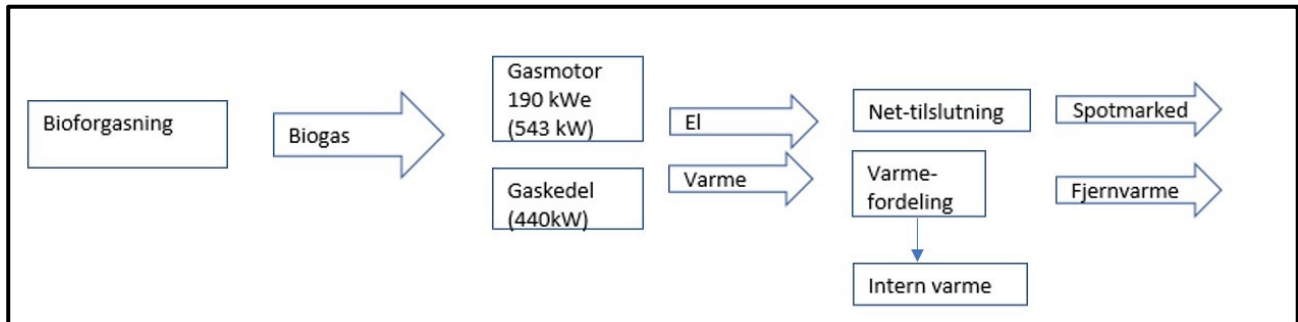 Bioforgasning
Biogas
Gasmotor
190 kWe
(543 kW)
Gaskedel
(440kW)
El
Varme
Net-tilslutning
Varme-
fordeling
Intern varme
Spotmarked
Fjernvarme